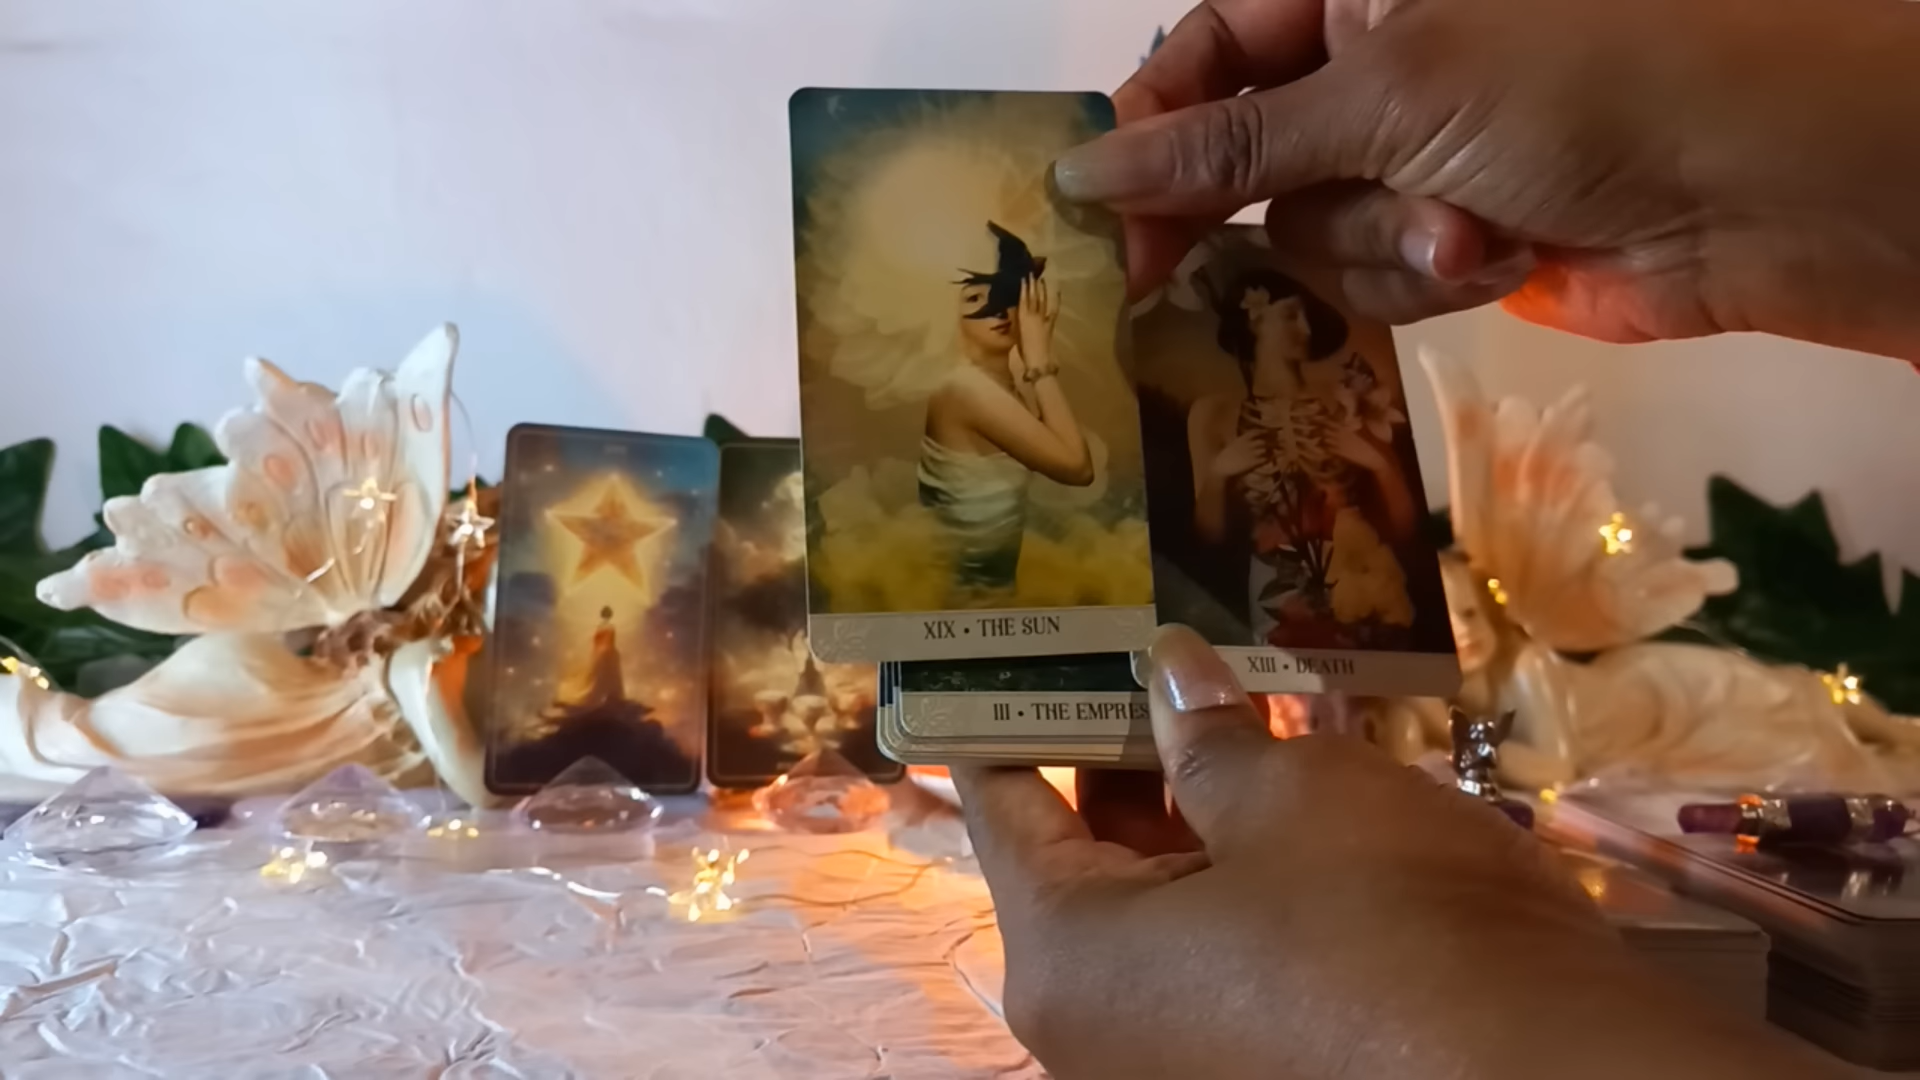 XIX • THE SUN
XIII • DEATH
III • THE EMPRES